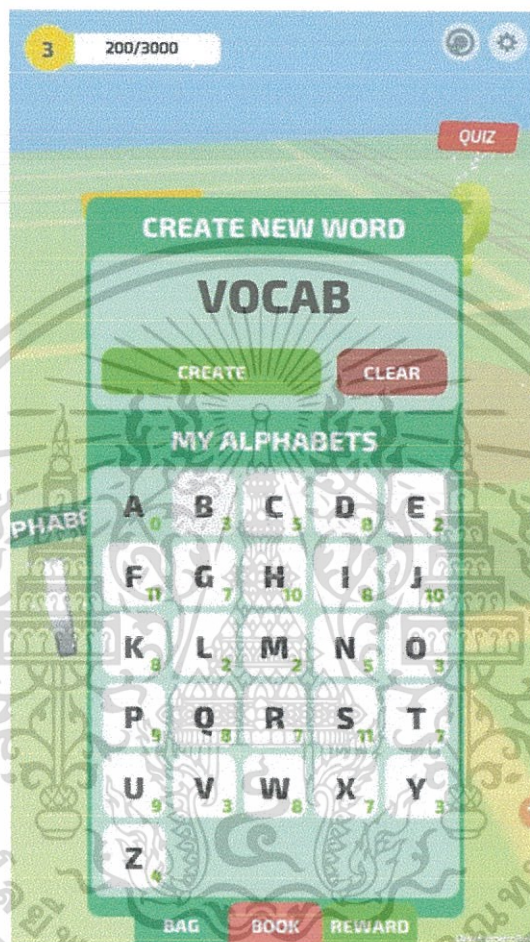 3 200/3000
QUIZ
CREATE NEW WORD
VOCAB
CREATE CLEAR
MY ALPHABETS
A 0 B 3 C 5 D 8 E 2
PHABE
F 11 G 7 H 10 I 8 J 10
K 8 L 2 M 2 N 5 O 3
P 9 Q 8 R 7 S 11 T 7
U 9 V 3 W 8 X 7 Y 3
Z 4
BAG BOOK REWARD